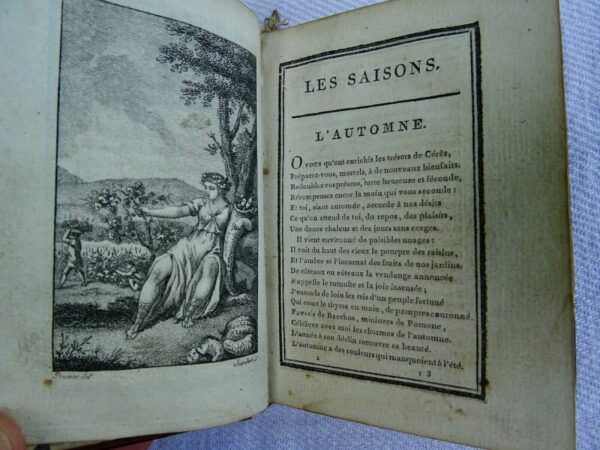 LES SAISONS.
L'AUTOMNE.
O vous qu'ont enrichis les trésors de Cérès,
Préparez-vous, mortels, à de nouveaux bienfaits.
Redoublez vos présens, terre heureuse et féconde,
Récompensez encor la main qui vous seconde :
Et toi, riant automne, accorde à nos désirs
Ce qu'on attend de toi, du repos, des plaisirs,
Une douce chaleur et des jours sans orages.
Il vient environné de paisibles nuages :
Il voit du haut des cieux le pourpre des raisins,
Et l'ambre et l'incarnat des fruits de nos jardins.
De côteaux en côteaux la vendange annoncée
Rappelle le tumulte et la joie insensée ;
J'entends de loin les cris d'un peuple fortuné
Qui court le thyrse en main, de pampres couronné.
Favoris de Bacchus, ministres de Pomone,
Célébrez avec moi les charmes de l'automne.
L'année à son déclin recouvre sa beauté.
L'automne a des couleurs qui manquoient à l'été,
13